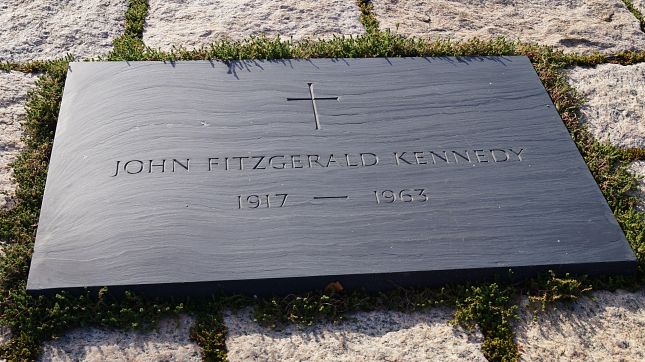 JOHN FITZGERALD KENNEDY
1917 — 1963